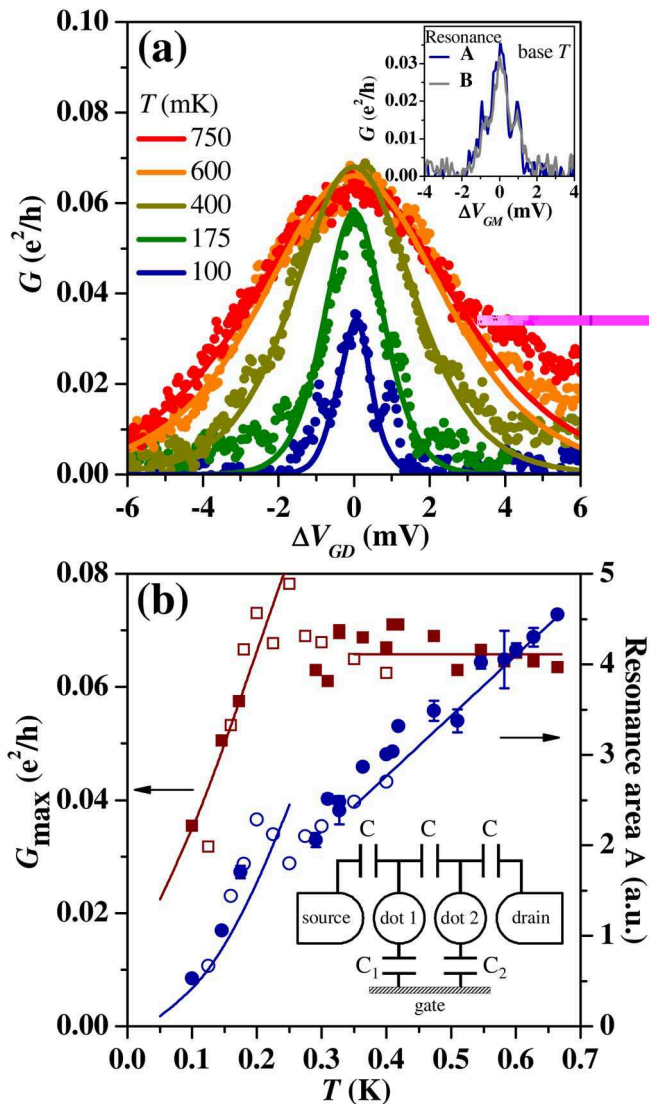 (a)
0.10
0.08
0.06
0.04
0.02
0.00
G (e²/h)
T (mK)
750
600
400
175
100
Resonance
A
B
base T
0.03
0.02
0.01
0.00
G (e²/h)
-4 -2 0 2 4
ΔV_GM (mV)
-6 -4 -2 0 2 4 6
ΔV_GD (mV)
(b)
0.08
0.06
0.04
0.02
0.00
G_max (e²/h)
5
4
3
2
1
0
Resonance area A (a.u.)
C C C
source dot 1 dot 2 drain
C₁ C₂
gate
0.0 0.1 0.2 0.3 0.4 0.5 0.6 0.7
T (K)